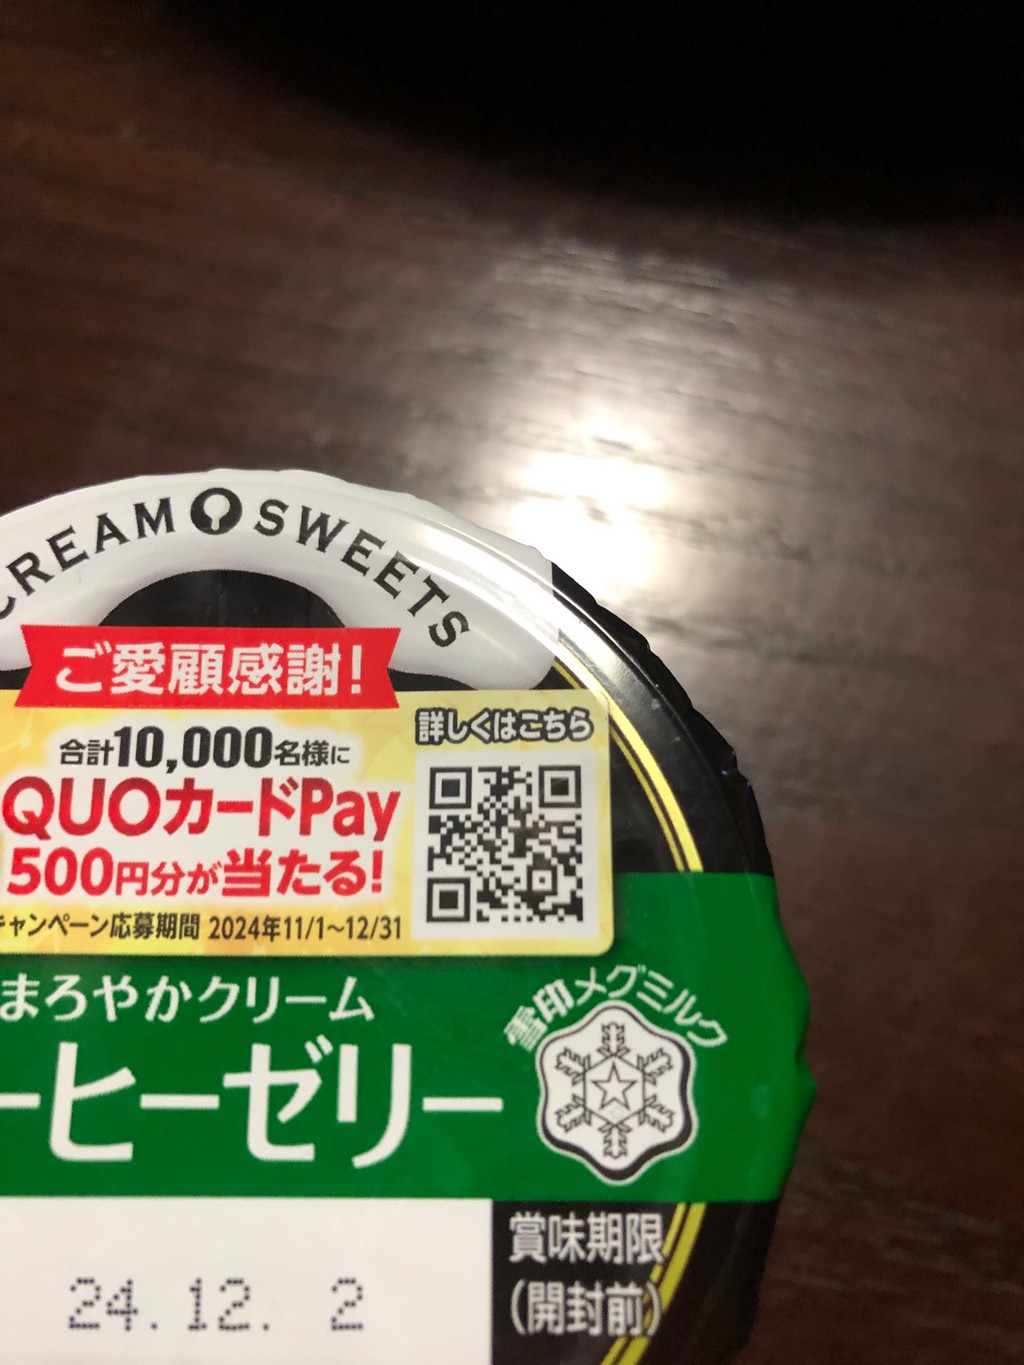 CREAM SWEETS
ご愛顧感謝!
合計10,000名様に
QUOカードPay
500円分が当たる!
キャンペーン応募期間 2024年11/1~12/31
詳しくはこちら
まろやかクリーム
ーヒーゼリー
雪印メグミルク
賞味期限
(開封前)
24.12. 2